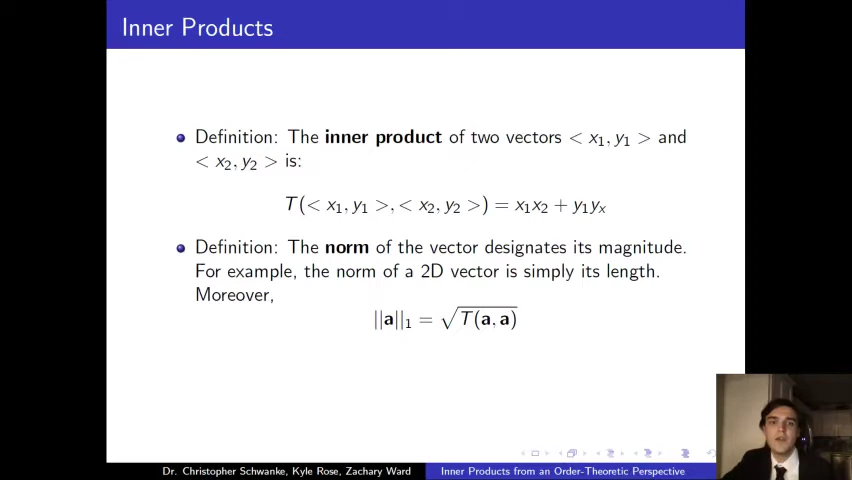 Inner Products
Definition: The inner product of two vectors < x₁, y₁ > and
< x₂, y₂ > is:
T(< x₁, y₁ >, < x₂, y₂ >) = x₁x₂ + y₁yₓ
Definition: The norm of the vector designates its magnitude.
For example, the norm of a 2D vector is simply its length.
Moreover,
||a||₁ = √T(a, a)
Dr. Christopher Schwanke, Kyle Rose, Zachary Ward
Inner Products from an Order-Theoretic Perspective